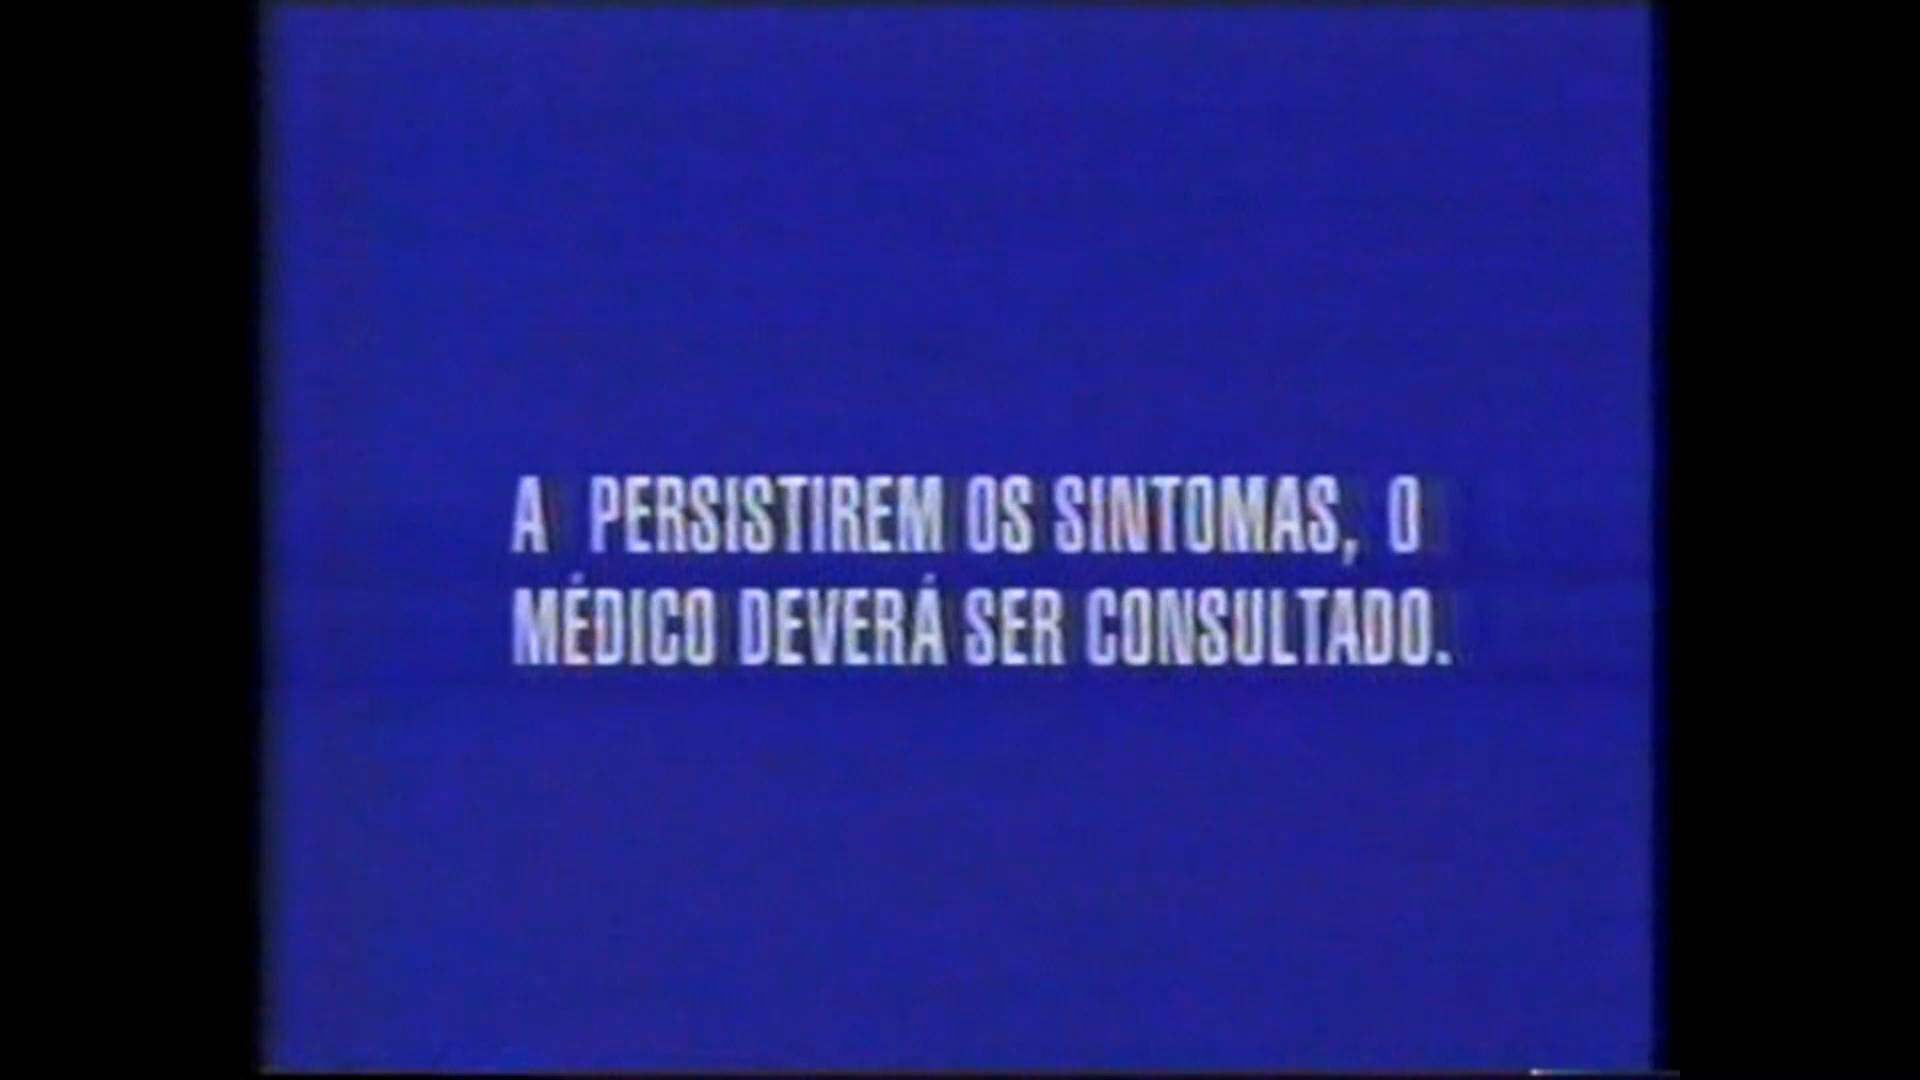 A PERSISTIREM OS SINTOMAS, O
MÉDICO DEVERÁ SER CONSULTADO.